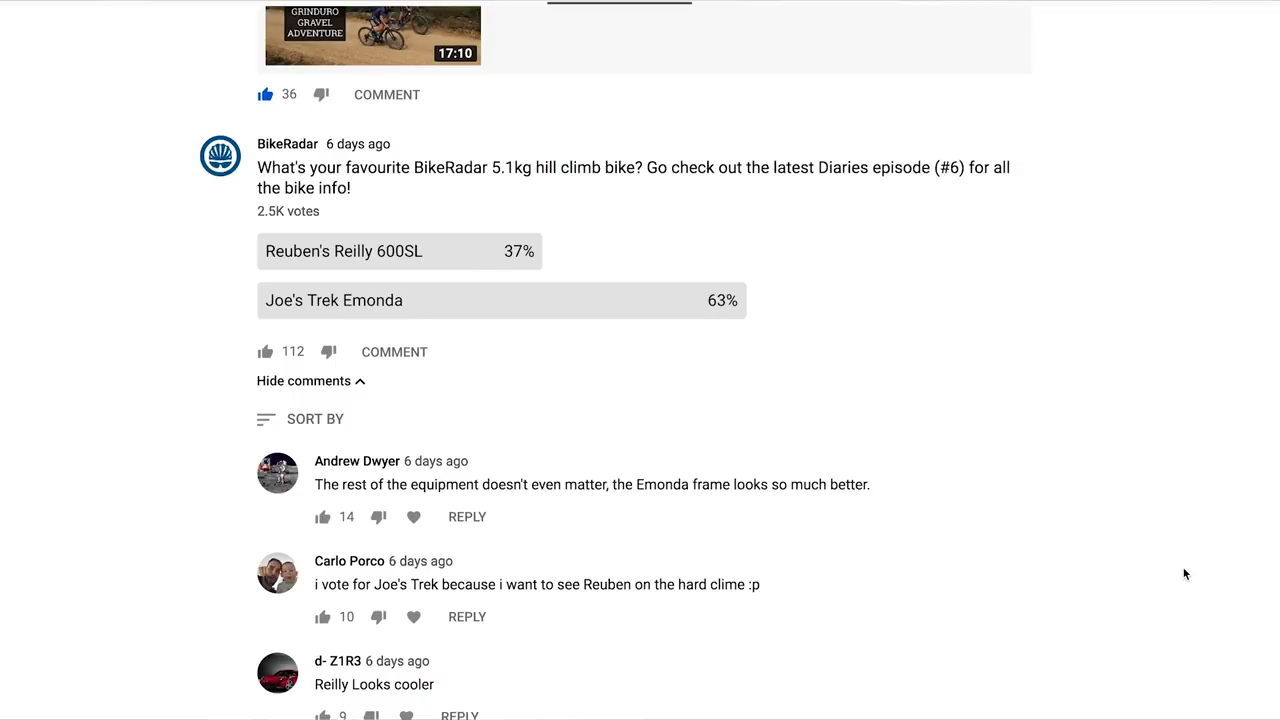 GRINDURO
GRAVEL
ADVENTURE
17:10
36 COMMENT
BikeRadar 6 days ago
What's your favourite BikeRadar 5.1kg hill climb bike? Go check out the latest Diaries episode (#6) for all
the bike info!
2.5K votes
Reuben's Reilly 600SL 37%
Joe's Trek Emonda 63%
112 COMMENT
Hide comments
SORT BY
Andrew Dwyer 6 days ago
The rest of the equipment doesn't even matter, the Emonda frame looks so much better.
14 REPLY
Carlo Porco 6 days ago
i vote for Joe's Trek because i want to see Reuben on the hard clime :p
10 REPLY
d- Z1R3 6 days ago
Reilly Looks cooler
9 REPLY